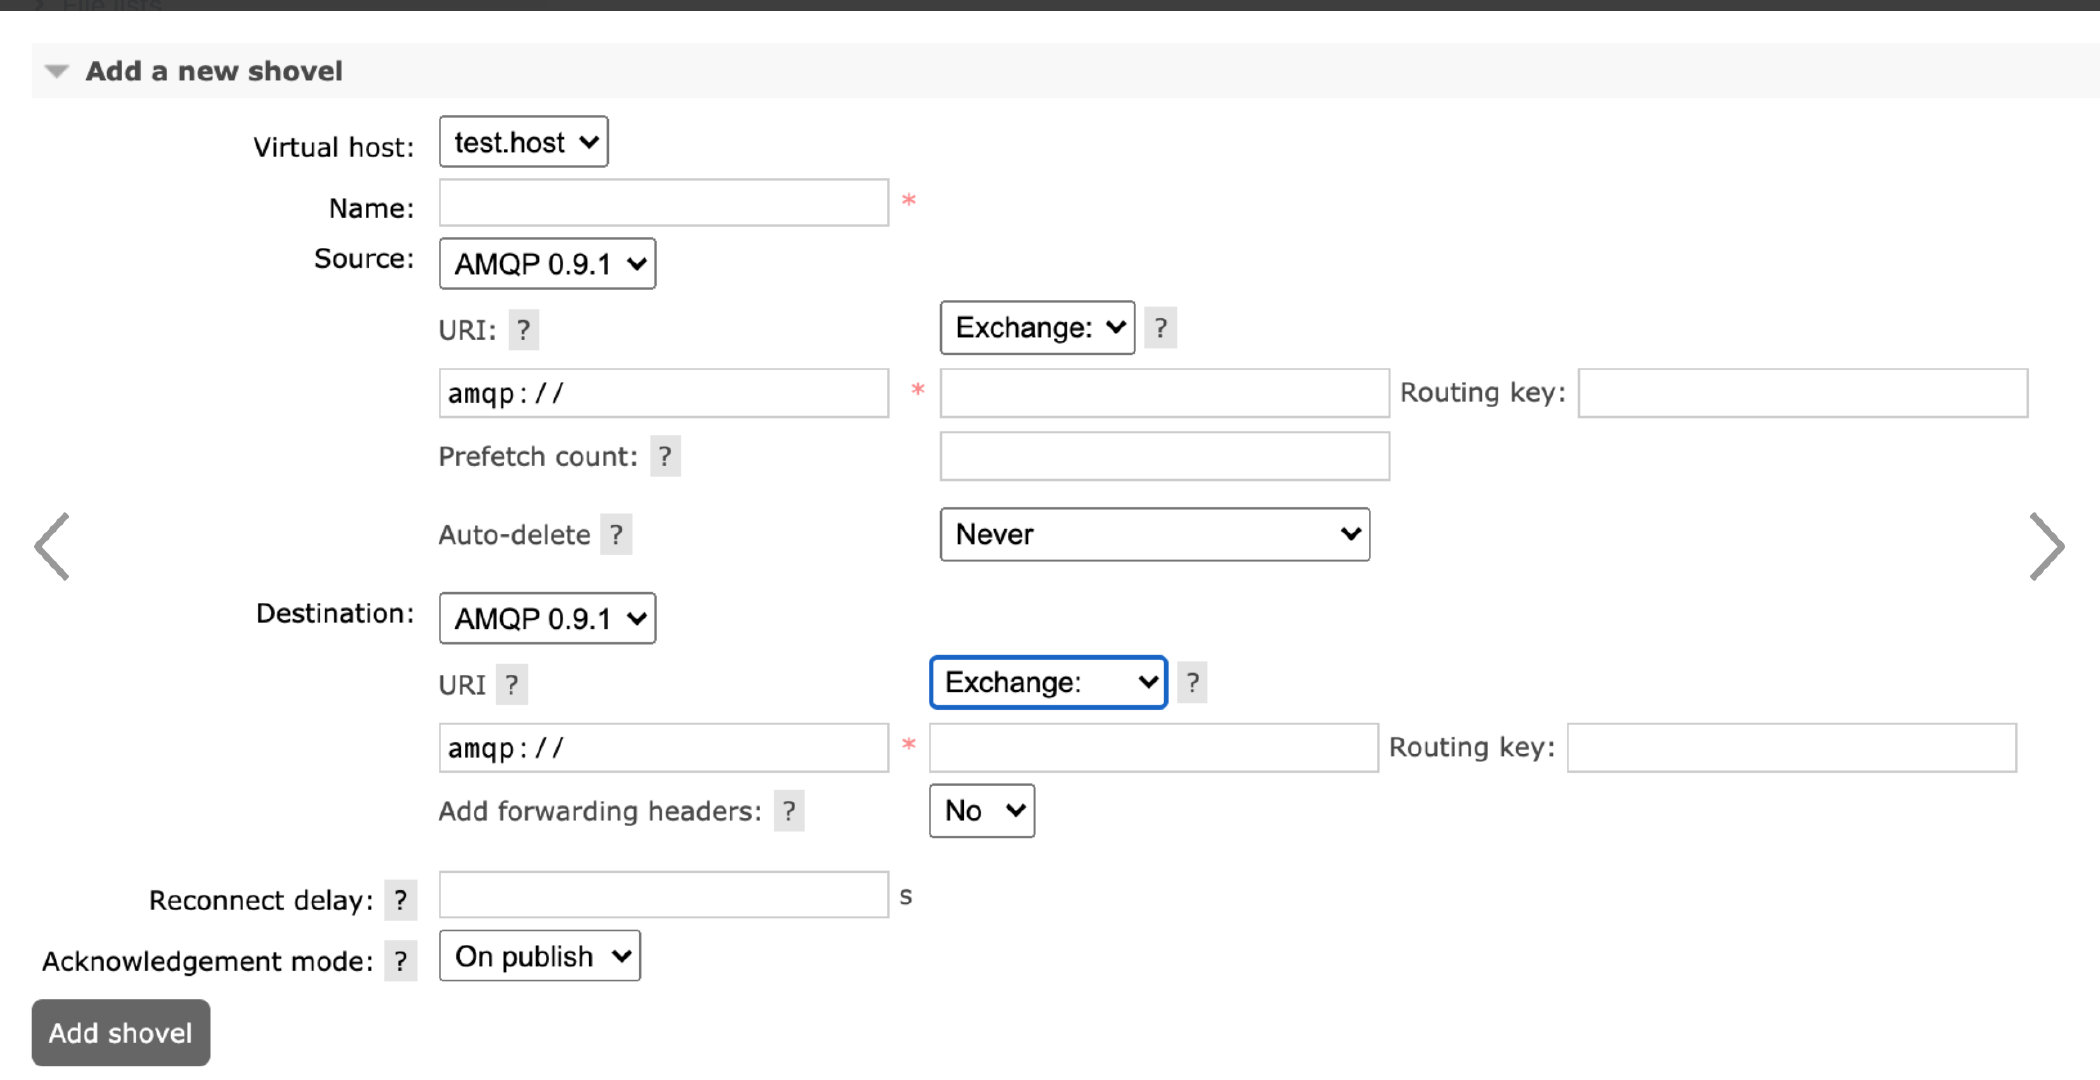 File lists
Add a new shovel
Virtual host: test.host
Name: *
Source: AMQP 0.9.1
URI: ? Exchange: ?
amqp:// * Routing key:
Prefetch count: ?
Auto-delete ? Never
Destination: AMQP 0.9.1
URI ? Exchange: ?
amqp:// * Routing key:
Add forwarding headers: ? No
Reconnect delay: ? s
Acknowledgement mode: ? On publish
Add shovel